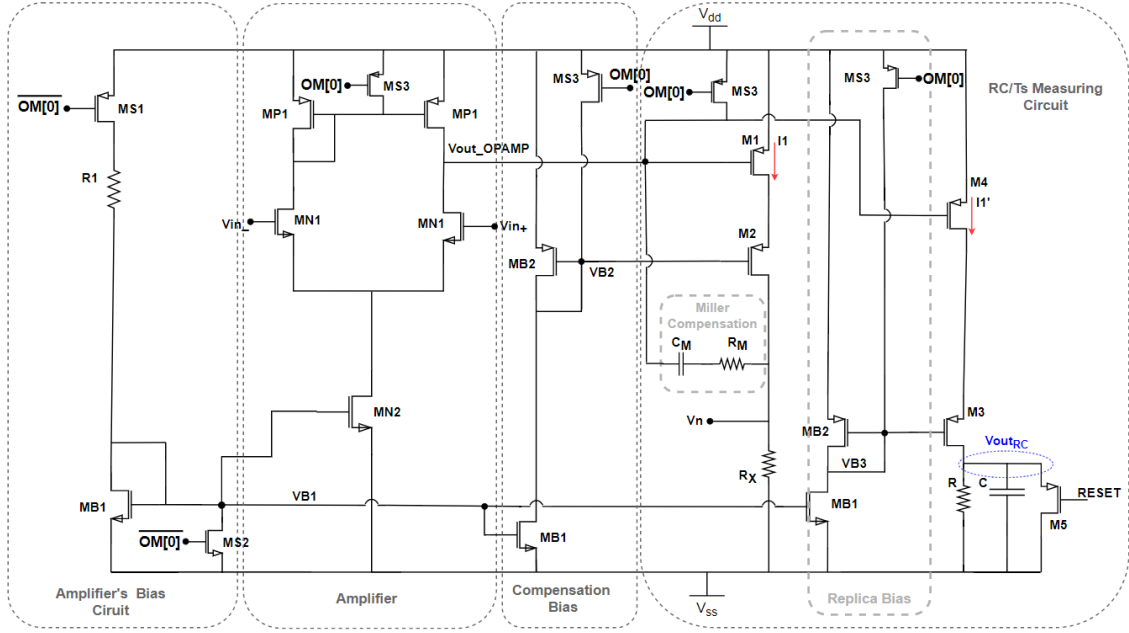 Vdd
OM[0]
MS1
R1
MB1
OM[0]
MS2
Amplifier's Bias
Ciruit
OM[0]
MS3
MP1
MP1
Vout_OPAMP
Vin_
MN1
MN1
Vin+
MN2
VB1
Amplifier
MS3
OM[0]
MB2
VB2
MB1
Compensation
Bias
MS3
OM[0]
M1
I1
M2
Miller
Compensation
CM
RM
Vn
RX
MS3
OM[0]
MB2
VB3
MB1
Replica Bias
RC/Ts Measuring
Circuit
M4
I1'
M3
VoutRC
R
C
RESET
M5
Vss